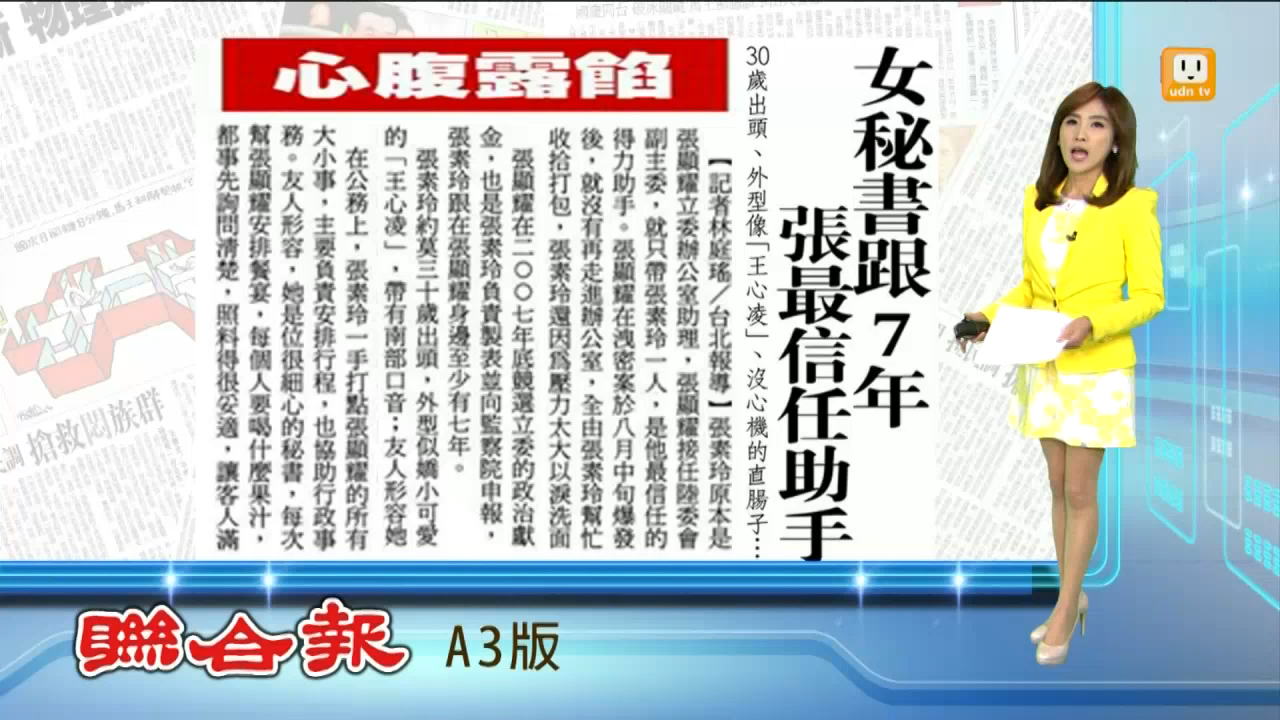 心腹露餡
女秘書跟7年
張最信任助手
30歲出頭、外型像「王心凌」、沒心機的直腸子…
【記者林庭瑤／台北報導】張素玲原本是
張顯耀立委辦公室助理，張顯耀接任陸委會
副主委，就只帶張素玲一人，是他最信任的
得力助手。張顯耀在洩密案於八月中旬爆發
後，就沒有再走進辦公室，全由張素玲幫忙
收拾打包，張素玲還因為壓力太大以淚洗面
張顯耀在二○○七年底競選立委的政治獻
金，也是張素玲負責製表並向監察院申報，
張素玲跟在張顯耀身邊至少有七年。
張素玲約莫三十歲出頭，外型似嬌小可愛
的「王心凌」，帶有南部口音；友人形容她
在公務上，張素玲一手打點張顯耀的所有
大小事，主要負責安排行程，也協助行政事
務。友人形容，她是位很細心的秘書，每次
幫張顯耀安排餐宴，每個人要喝什麼果汁，
都事先詢問清楚，照料得很妥適，讓客人滿
搶救悶族群
udn tv
聯合報
A3版